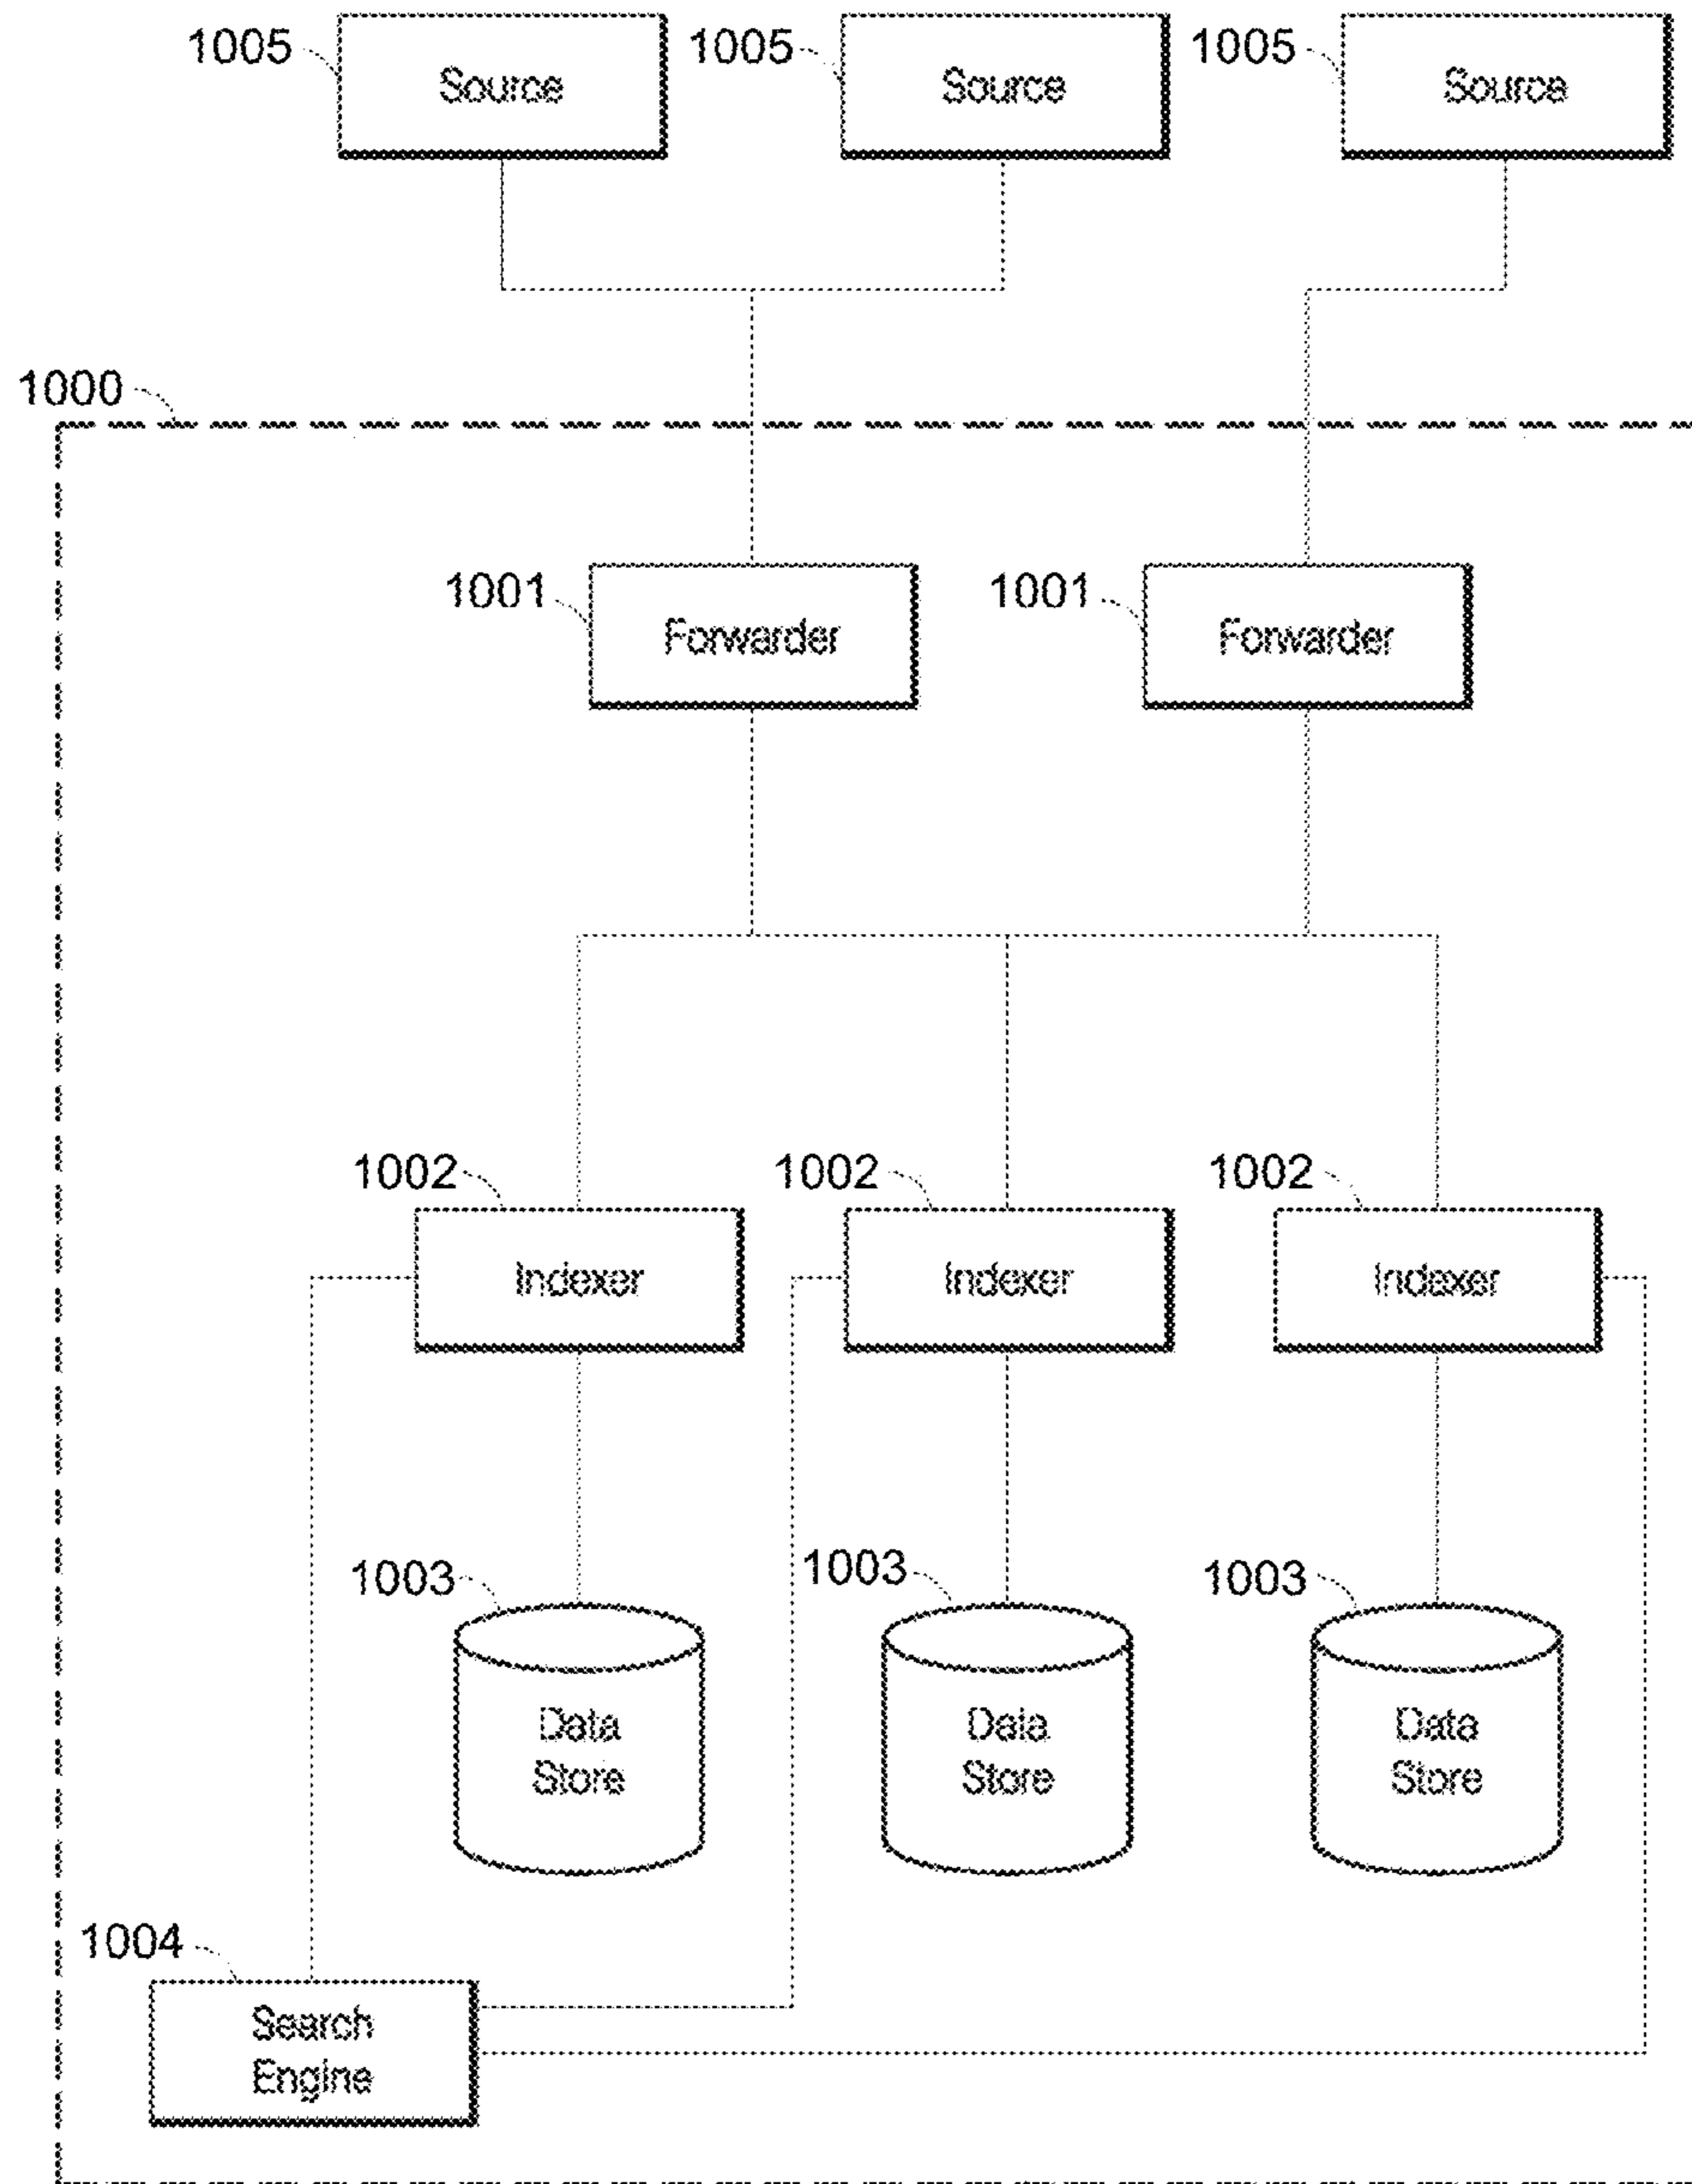 1005 1005 1005
Source Source Source
1000
1001 1001
Forwarder Forwarder
1002 1002 1002
Indexer Indexer Indexer
1003 1003 1003
Data Data Data
Store Store Store
1004
Search
Engine